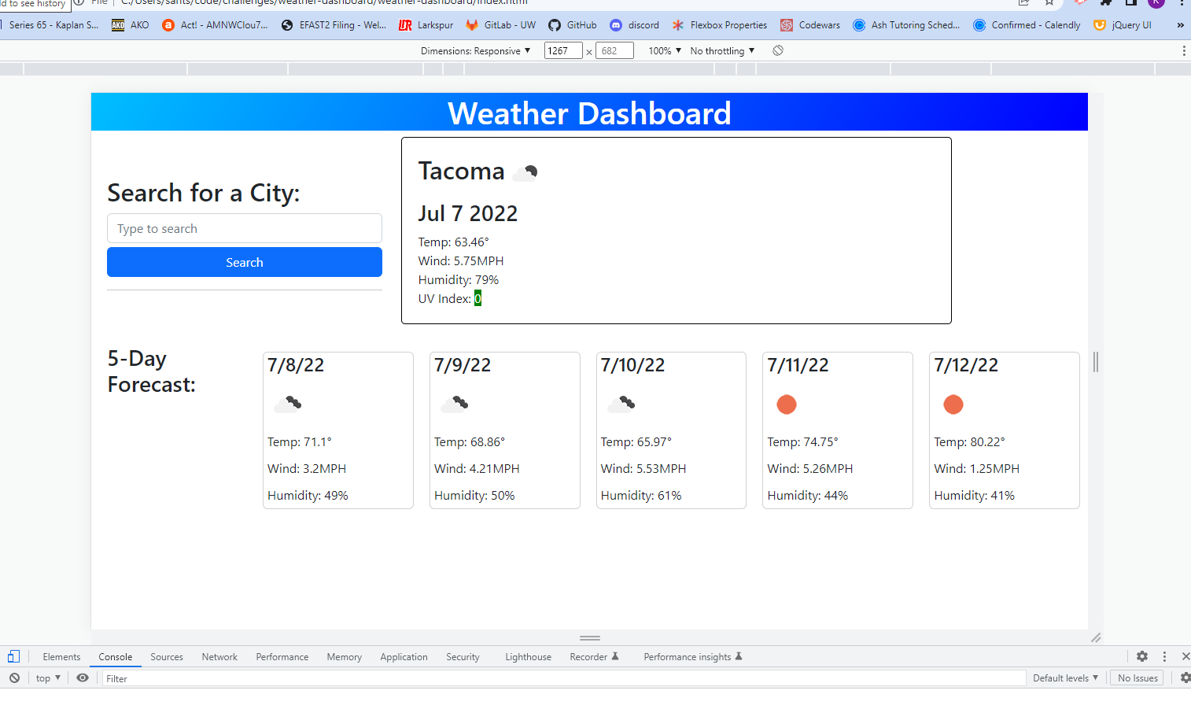 dd to see history
File C:/Users/sants/code/challenges/weather-dashboard/weather-dashboard/index.html
Series 65 - Kaplan S... AKO AKO Act! - AMNWClou7... EFAST2 Filing - Wel... LR Larkspur GitLab - UW GitHub discord Flexbox Properties Codewars Ash Tutoring Sched... Confirmed - Calendly jQuery UI »
Dimensions: Responsive ▼ 1267 × 682 100% ▼ No throttling ▼
Weather Dashboard
Search for a City:
Type to search
Search
Tacoma
Jul 7 2022
Temp: 63.46°
Wind: 5.75MPH
Humidity: 79%
UV Index: 0
5-Day
Forecast:
7/8/22
Temp: 71.1°
Wind: 3.2MPH
Humidity: 49%
7/9/22
Temp: 68.86°
Wind: 4.21MPH
Humidity: 50%
7/10/22
Temp: 65.97°
Wind: 5.53MPH
Humidity: 61%
7/11/22
Temp: 74.75°
Wind: 5.26MPH
Humidity: 44%
7/12/22
Temp: 80.22°
Wind: 1.25MPH
Humidity: 41%
Elements Console Sources Network Performance Memory Application Security Lighthouse Recorder Performance insights
top ▼ Filter Default levels ▼ No Issues